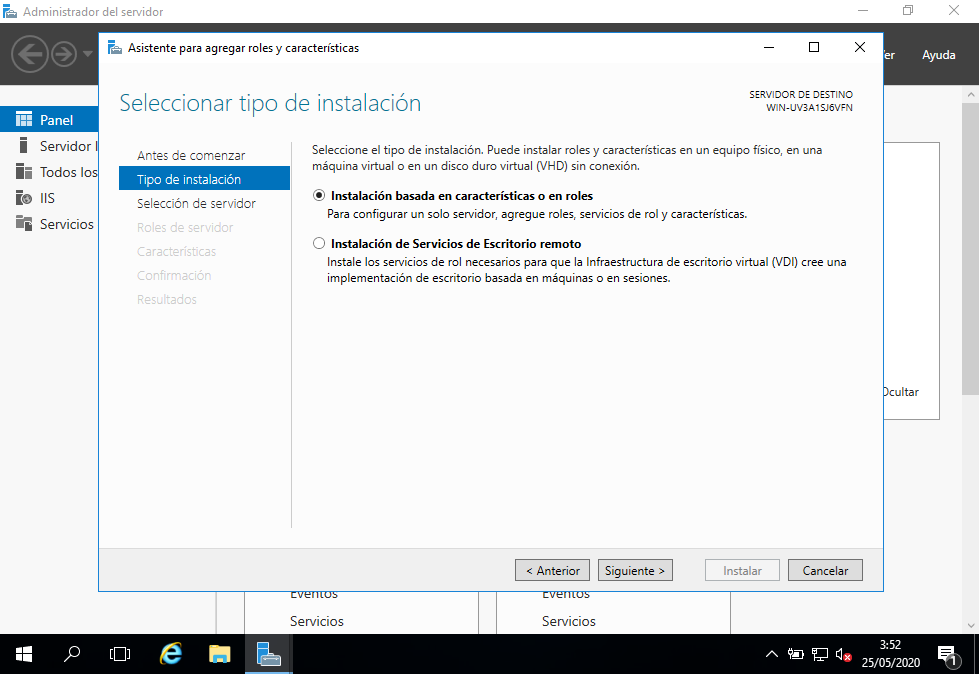 Administrador del servidor
Ayuda
Panel
Servidor
Todos los
IIS
Servicios
Asistente para agregar roles y características
Seleccionar tipo de instalación
SERVIDOR DE DESTINO
WIN-UV3A1SJ6VFN
Antes de comenzar
Tipo de instalación
Selección de servidor
Roles de servidor
Características
Confirmación
Resultados
Seleccione el tipo de instalación. Puede instalar roles y características en un equipo físico, en una
máquina virtual o en un disco duro virtual (VHD) sin conexión.
Instalación basada en características o en roles
Para configurar un solo servidor, agregue roles, servicios de rol y características.
Instalación de Servicios de Escritorio remoto
Instale los servicios de rol necesarios para que la Infraestructura de escritorio virtual (VDI) cree una
implementación de escritorio basada en máquinas o en sesiones.
Ocultar
< Anterior
Siguiente >
Instalar
Cancelar
Eventos
Eventos
Servicios
Servicios
3:52
25/05/2020
1